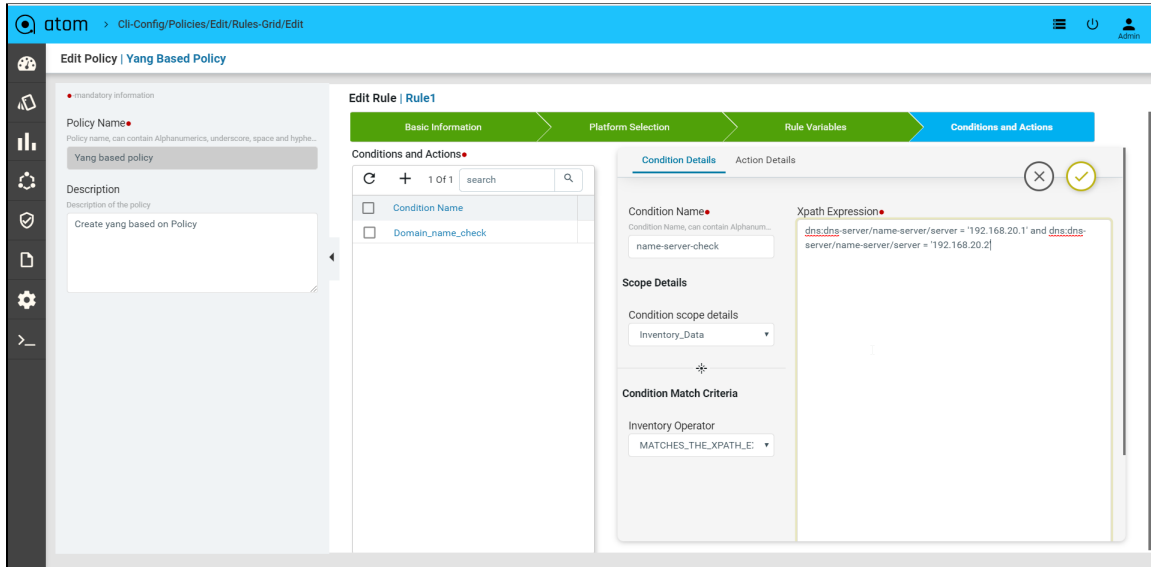 atom > Cli-Config/Policies/Edit/Rules-Grid/Edit
Admin
Edit Policy | Yang Based Policy
mandatory information
Policy Name
Policy name, can contain Alphanumerics, underscore, space and hyphe...
Yang based policy
Description
Description of the policy
Create yang based on Policy
Edit Rule | Rule1
Basic Information
Platform Selection
Rule Variables
Conditions and Actions
Conditions and Actions
1 Of 1
search
Condition Name
Domain_name_check
Condition Details
Action Details
Condition Name
Condition Name, can contain Alphanum...
name-server-check
Scope Details
Condition scope details
Inventory_Data
Condition Match Criteria
Inventory Operator
MATCHES_THE_XPATH_E:
Xpath Expression
dns:dns-server/name-server/server = '192.168.20.1' and dns:dns-
server/name-server/server = '192.168.20.2'